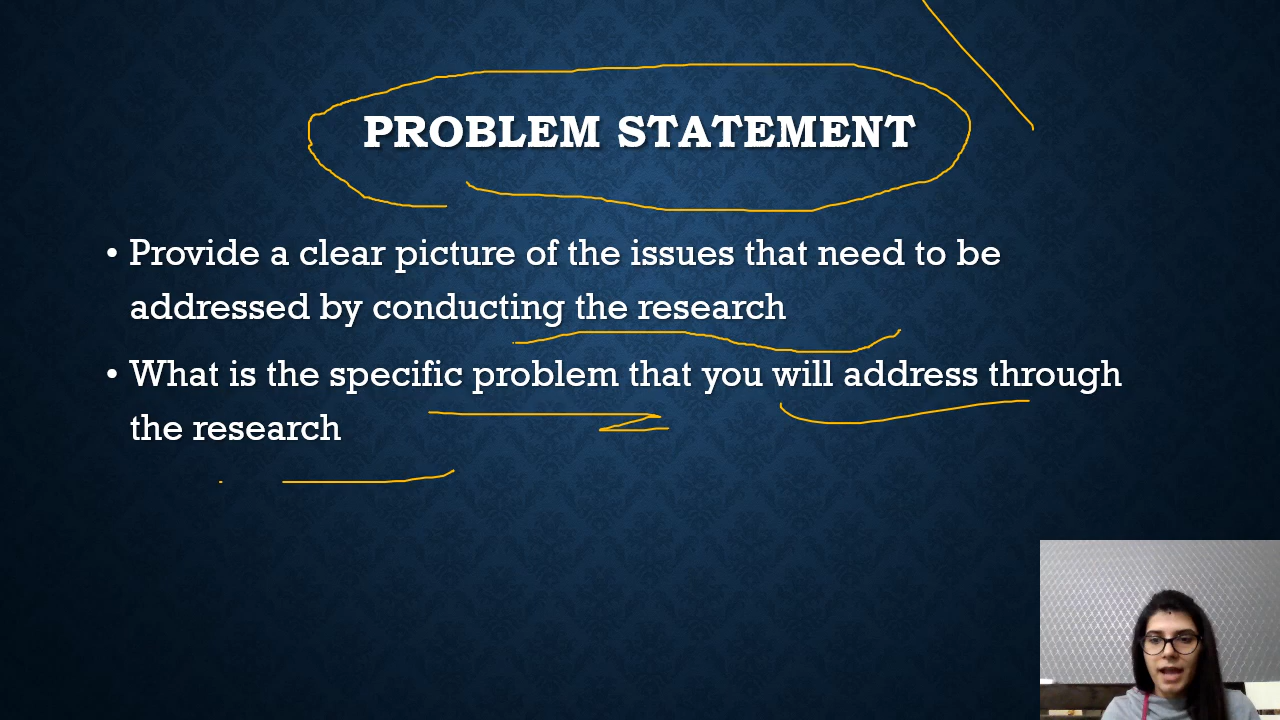 PROBLEM STATEMENT
• Provide a clear picture of the issues that need to be
addressed by conducting the research
• What is the specific problem that you will address through
the research